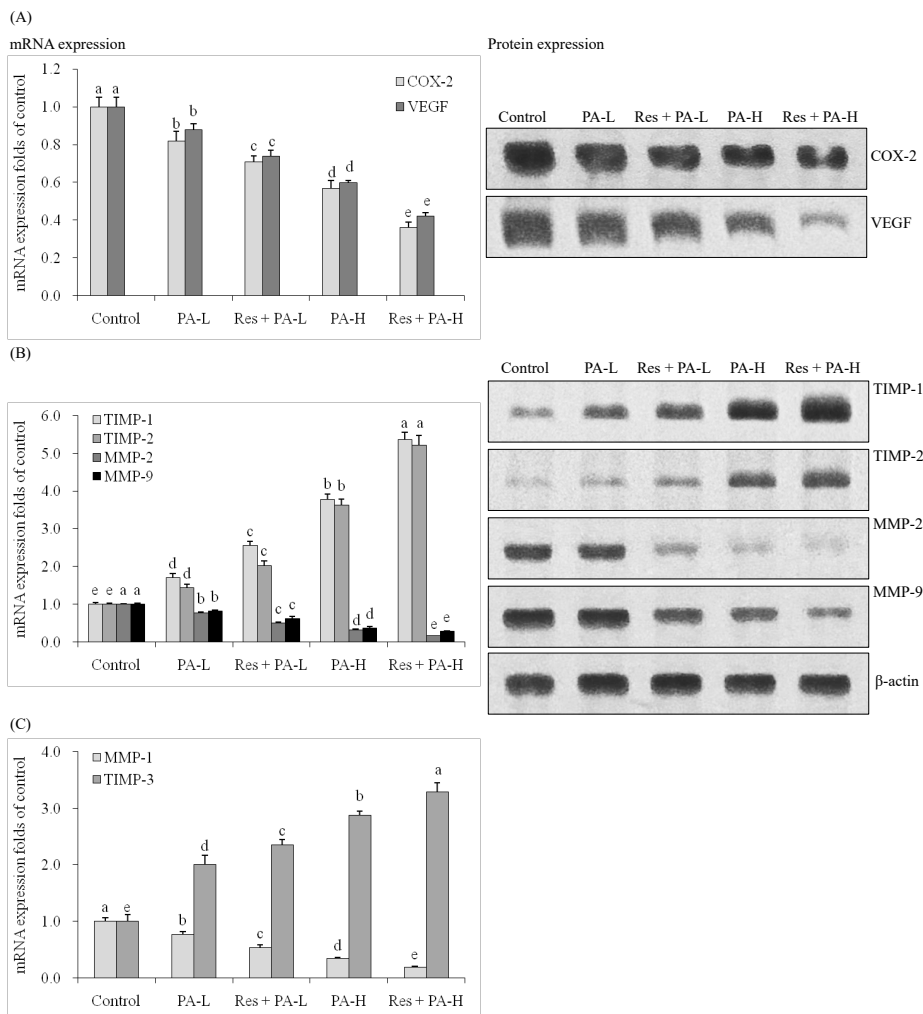 (A)
mRNA expression
Protein expression
mRNA expression folds of control
1.2
1.0
0.8
0.6
0.4
0.2
0.0
COX-2
VEGF
a a
b b
c c
d d
e e
Control PA-L Res + PA-L PA-H Res + PA-H
Control PA-L Res + PA-L PA-H Res + PA-H
COX-2
VEGF
(B)
mRNA expression folds of control
6.0
5.0
4.0
3.0
2.0
1.0
0.0
TIMP-1
TIMP-2
MMP-2
MMP-9
e e a a
d d b b
c c c c
b b d d
a a e e
Control PA-L Res + PA-L PA-H Res + PA-H
Control PA-L Res + PA-L PA-H Res + PA-H
TIMP-1
TIMP-2
MMP-2
MMP-9
β-actin
(C)
mRNA expression folds of control
4.0
3.0
2.0
1.0
0.0
MMP-1
TIMP-3
a e
b d
c c
d b
e a
Control PA-L Res + PA-L PA-H Res + PA-H